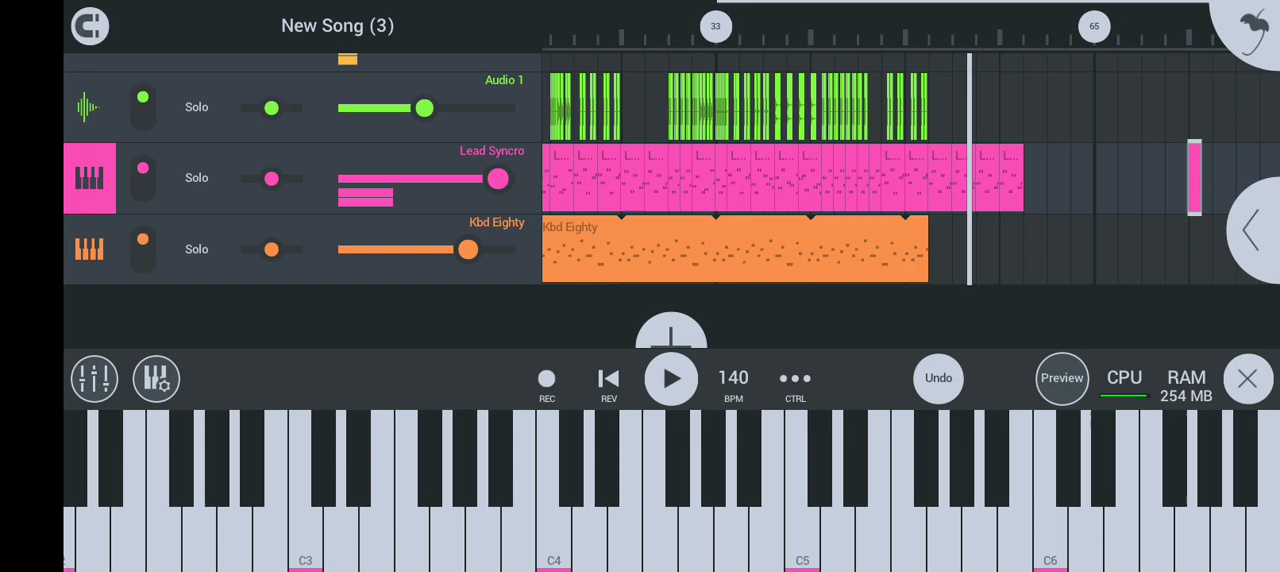 New Song (3)
33
65
Audio 1
Solo
Lead Syncro
Solo
L... L... L... L... L... L... L... L... L... L... L... L... L... L... L... L... L...
Kbd Eighty
Solo
Kbd Eighty
140
Undo
Preview
CPU
RAM
REC
REV
BPM
CTRL
254 MB
C3
C4
C5
C6